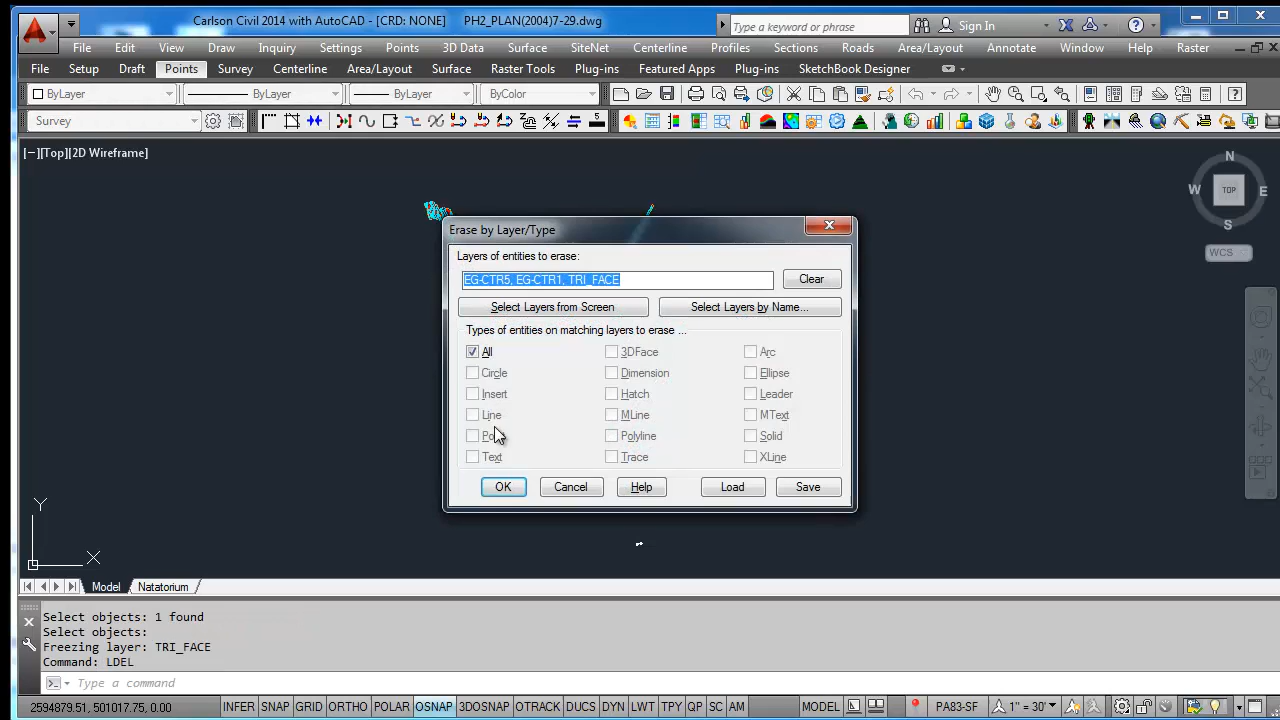 Carlson Civil 2014 with AutoCAD - [CRD: NONE] PH2_PLAN(2004)7-29.dwg Type a keyword or phrase Sign In
File Edit View Draw Inquiry Settings Points 3D Data Surface SiteNet Centerline Profiles Sections Roads Area/Layout Annotate Window Help Raster
File Setup Draft Points Survey Centerline Area/Layout Surface Raster Tools Plug-ins Featured Apps Plug-ins SketchBook Designer
ByLayer ByLayer ByLayer ByColor
Survey
[−][Top][2D Wireframe]
N
W TOP E
S
WCS
Erase by Layer/Type
Layers of entities to erase:
EG-CTR5, EG-CTR1, TRI_FACE Clear
Select Layers from Screen Select Layers by Name...
Types of entities on matching layers to erase ...
All 3DFace Arc
Circle Dimension Ellipse
Insert Hatch Leader
Line MLine MText
Polyline Solid
Text Trace XLine
OK Cancel Help Load Save
Y
X
Model Natatorium
Select objects: 1 found
Select objects:
Freezing layer: TRI_FACE
Command: LDEL
Type a command
2594879.51, 501017.75, 0.00 INFER SNAP GRID ORTHO POLAR OSNAP 3DOSNAP OTRACK DUCS DYN LWT TPY QP SC AM MODEL PA83-SF 1" = 30'